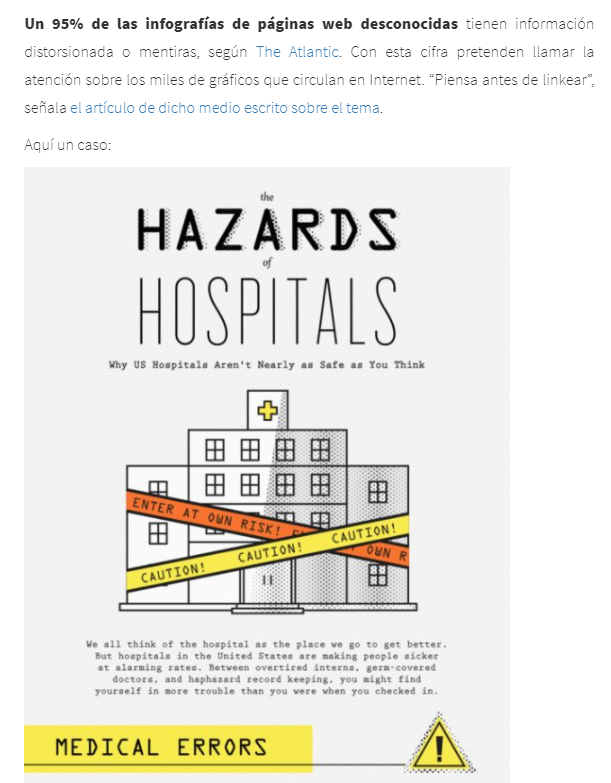 Un 95% de las infografías de páginas web desconocidas tienen información
distorsionada o mentiras, según The Atlantic. Con esta cifra pretenden llamar la
atención sobre los miles de gráficos que circulan en Internet. “Piensa antes de linkear”,
señala el artículo de dicho medio escrito sobre el tema.
Aquí un caso:
the
HAZARDS
of
HOSPITALS
Why US Hospitals Aren't Nearly as Safe as You Think
ENTER AT OWN RISK! E
CAUTION! CAUTION! CAUTION!
T OWN R
We all think of the hospital as the place we go to get better.
But hospitals in the United States are making people sicker
at alarming rates. Between overtired interns, germ-covered
doctors, and haphazard record keeping, you might find
yourself in more trouble than you were when you checked in.
MEDICAL ERRORS
!